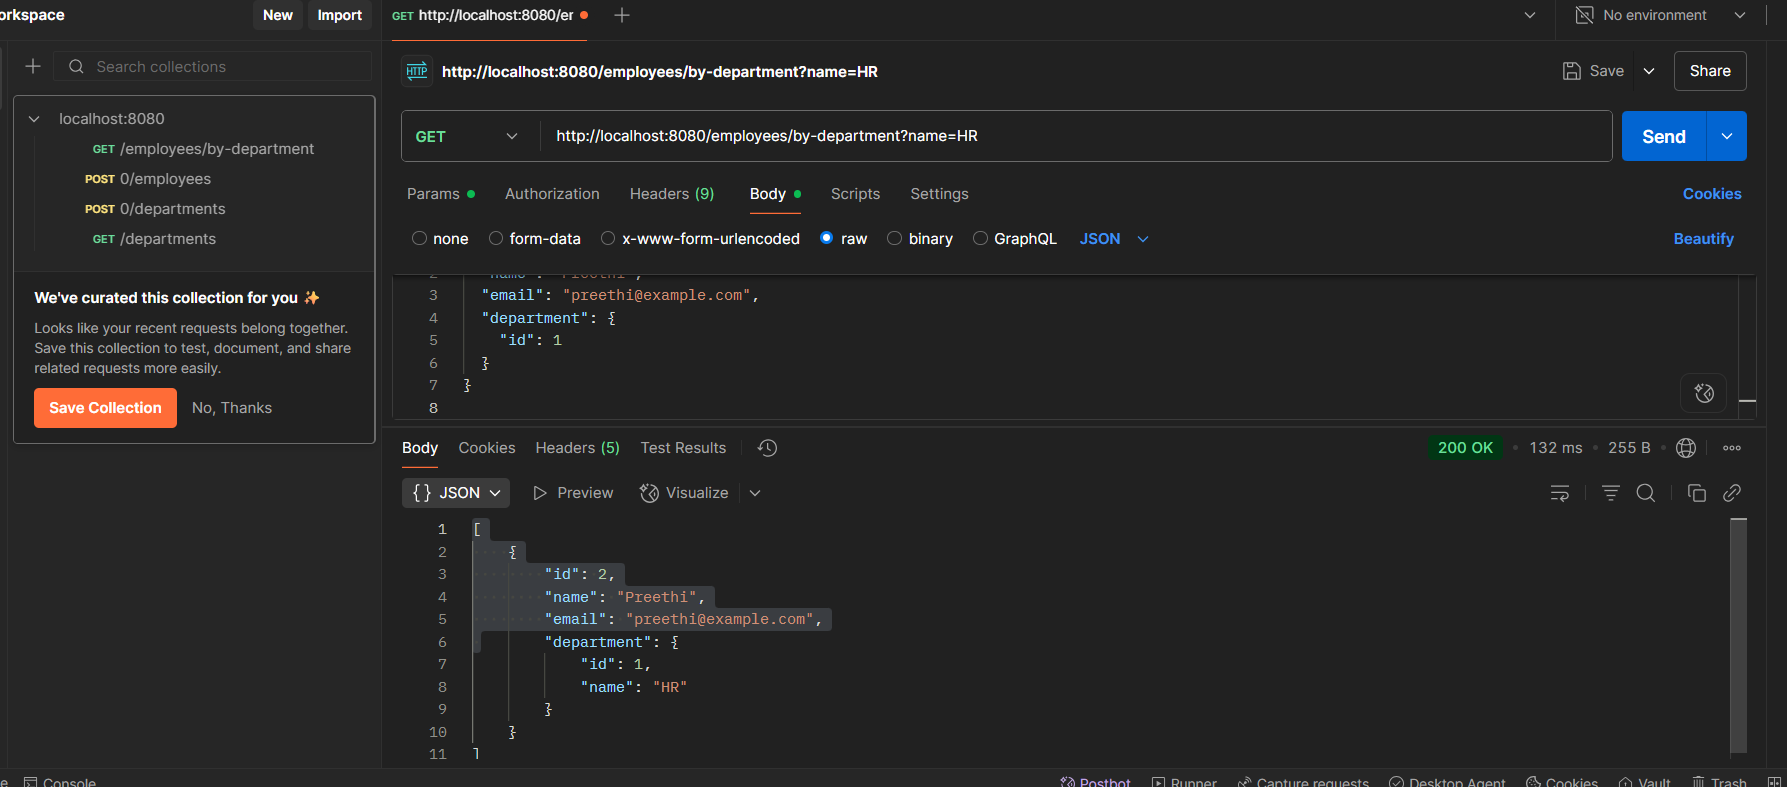 orkspace
New
Import
GET http://localhost:8080/er
No environment
Search collections
http://localhost:8080/employees/by-department?name=HR
Save
Share
localhost:8080
GET /employees/by-department
POST 0/employees
POST 0/departments
GET /departments
We've curated this collection for you ✨
Looks like your recent requests belong together.
Save this collection to test, document, and share
related requests more easily.
Save Collection
No, Thanks
HTTP
GET
http://localhost:8080/employees/by-department?name=HR
Send
Params
Authorization
Headers (9)
Body
Scripts
Settings
Cookies
none
form-data
x-www-form-urlencoded
raw
binary
GraphQL
JSON
Beautify
2 "name": "Preethi",
3 "email": "preethi@example.com",
4 "department": {
5 "id": 1
6 }
7 }
8
Body
Cookies
Headers (5)
Test Results
200 OK
132 ms
255 B
{} JSON
Preview
Visualize
1 [
2 {
3 "id": 2,
4 "name": "Preethi",
5 "email": "preethi@example.com",
6 "department": {
7 "id": 1,
8 "name": "HR"
9 }
10 }
11 ]
e
Console
Postbot
Runner
Capture requests
Desktop Agent
Cookies
Vault
Trash